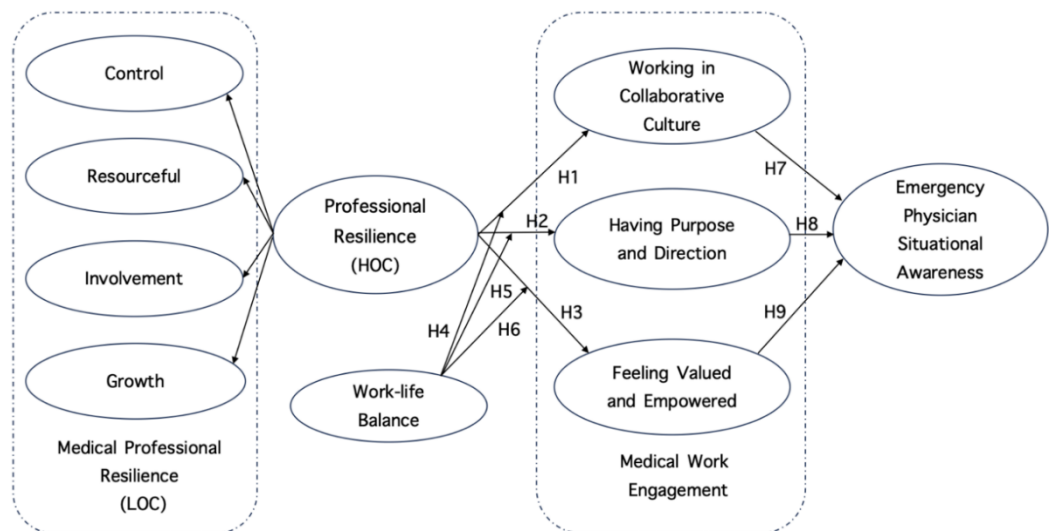 Control
Resourceful
Involvement
Growth
Medical Professional
Resilience
(LOC)
Professional
Resilience
(HOC)
Work-life
Balance
H1
H2
H3
H4
H5
H6
Working in
Collaborative
Culture
Having Purpose
and Direction
Feeling Valued
and Empowered
Medical Work
Engagement
H7
H8
H9
Emergency
Physician
Situational
Awareness